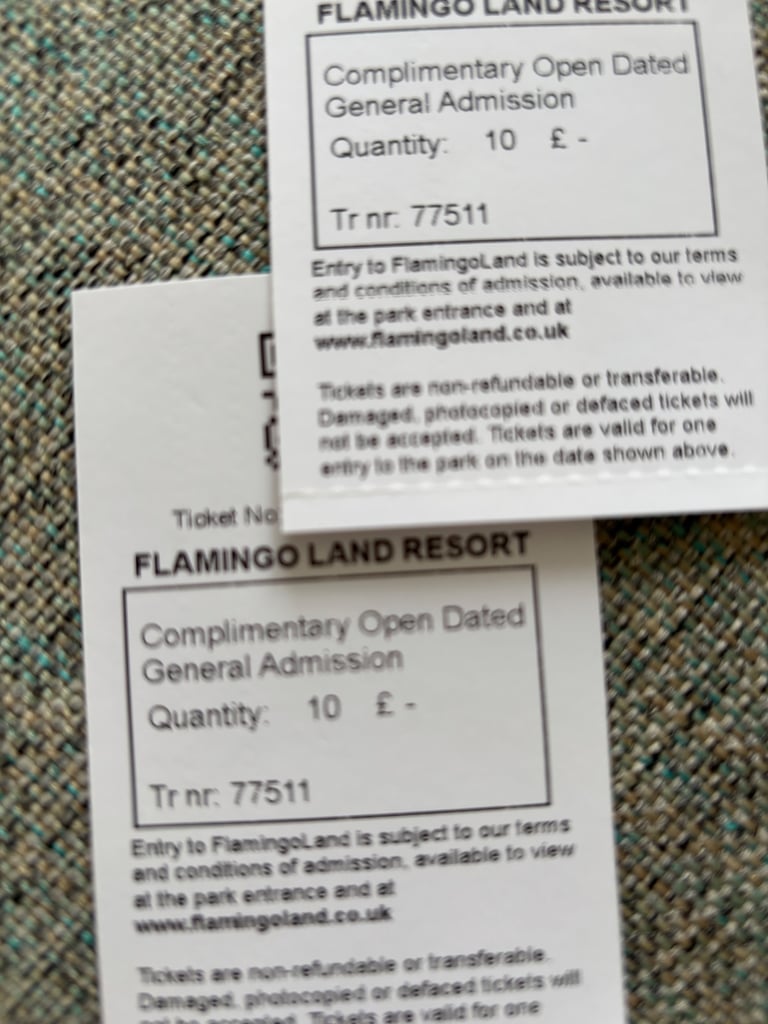 FLAMINGO LAND RESORT
Complimentary Open Dated
General Admission
Quantity: 10 £ -
Tr nr: 77511
Entry to FlamingoLand is subject to our terms
and conditions of admission, available to view
at the park entrance and at
www.flamingoland.co.uk
Tickets are non-refundable or transferable.
Damaged, photocopied or defaced tickets will
not be accepted. Tickets are valid for one
entry to the park on the date shown above.
Ticket No
FLAMINGO LAND RESORT
Complimentary Open Dated
General Admission
Quantity: 10 £ -
Tr nr: 77511
Entry to FlamingoLand is subject to our terms
and conditions of admission, available to view
at the park entrance and at
www.flamingoland.co.uk
Tickets are non-refundable or transferable.
Damaged, photocopied or defaced tickets will
not be accepted. Tickets are valid for one